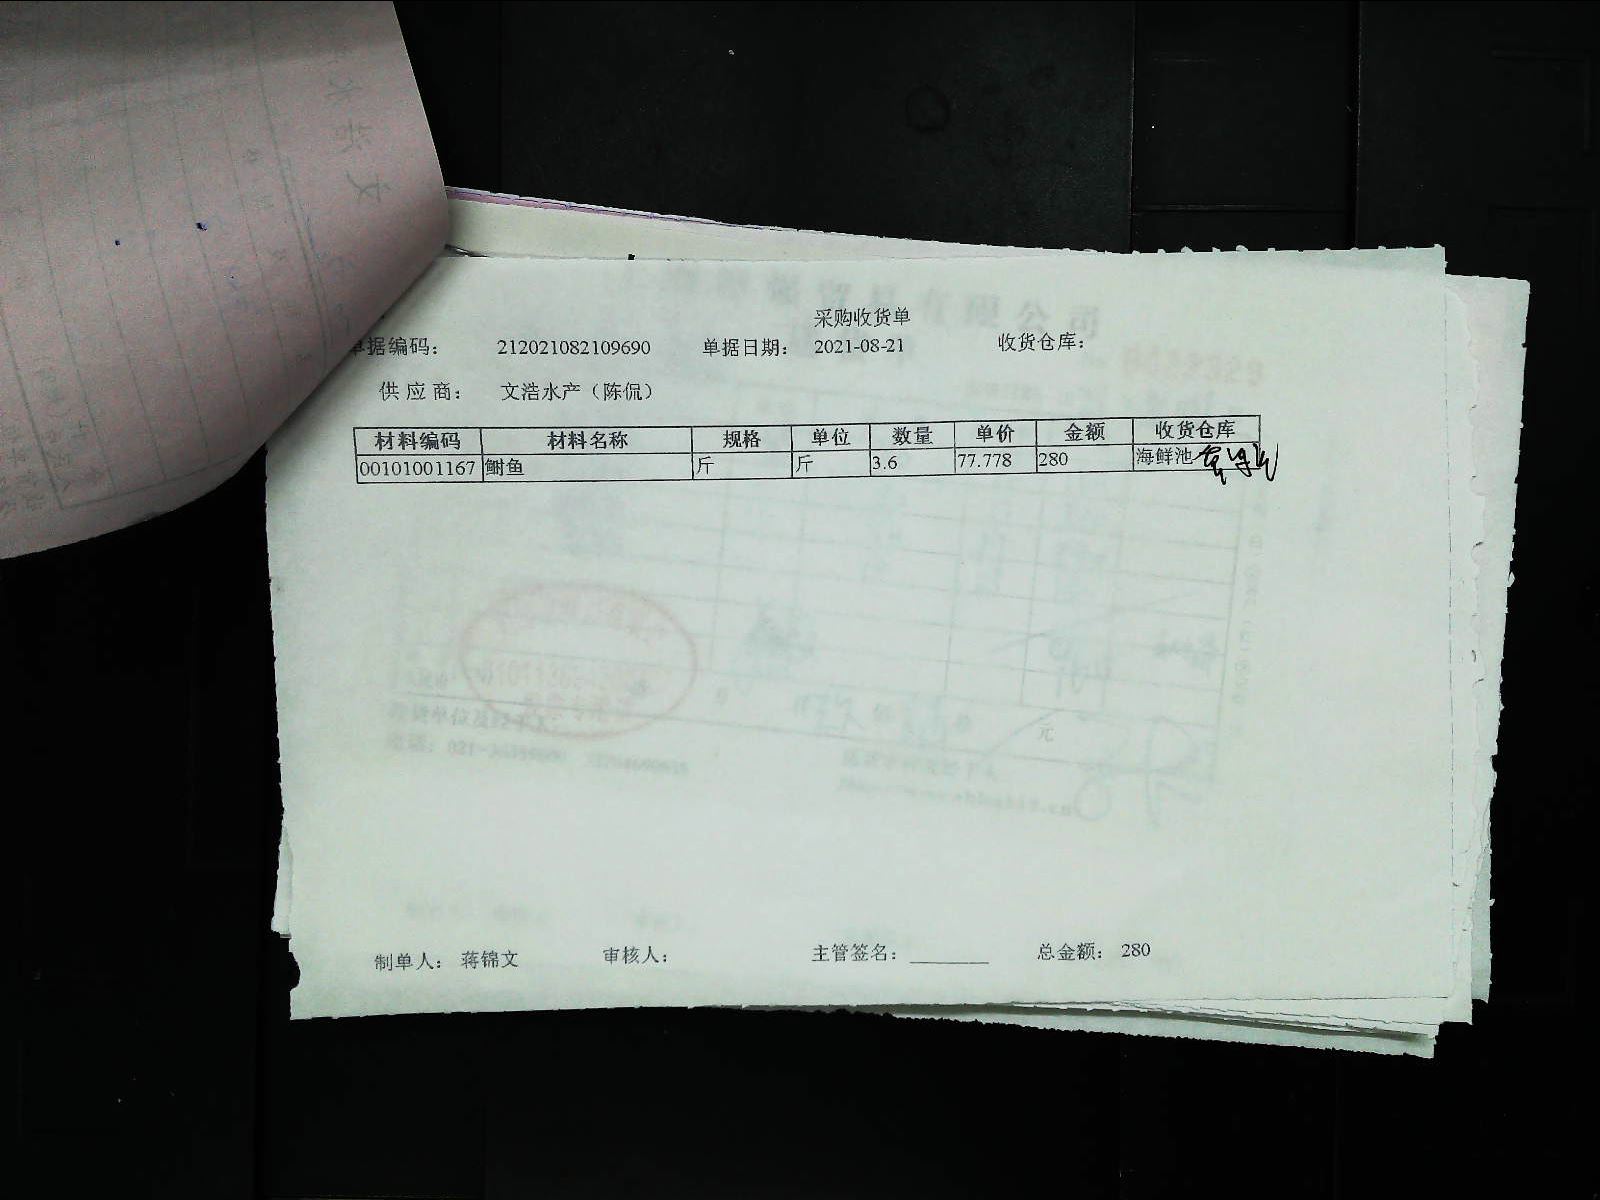 采购收货单
单据编码： 212021082109690 单据日期： 2021-08-21 收货仓库：
供应商： 文浩水产（陈侃）
材料编码 材料名称 规格 单位 数量 单价 金额 收货仓库
00101001167 鲥鱼 斤 斤 3.6 77.778 280 海鲜池
制单人： 蒋锦文 审核人： 主管签名： 总金额： 280